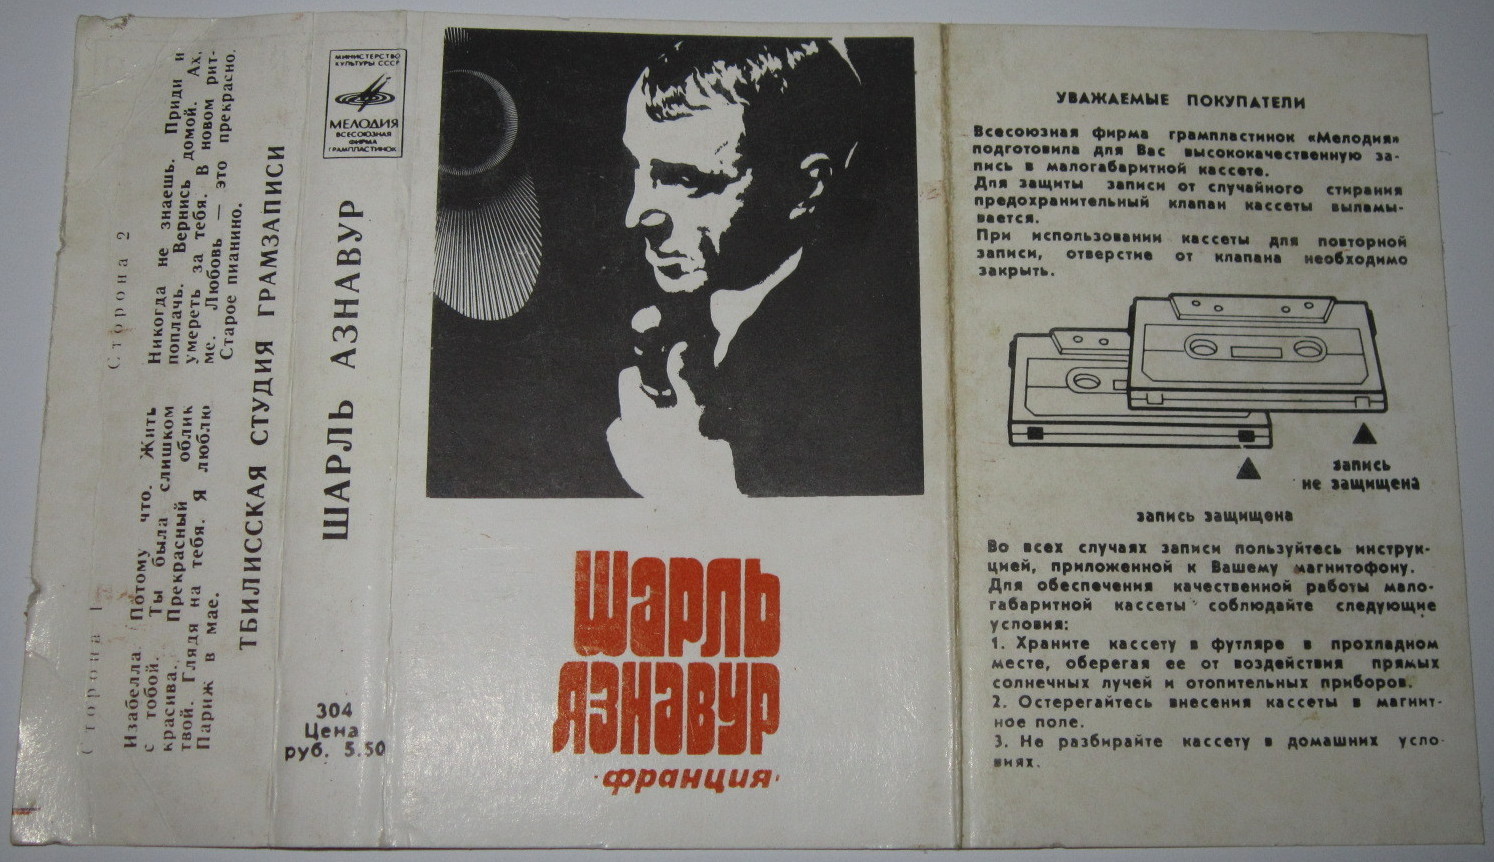 Сторона 1
Изабелла. Потому что. Жить
с тобой. Ты была слишком
красива. Прекрасный облик
твой. Глядя на тебя. Я люблю
Париж в мае.
Сторона 2
Никогда не знаешь. Приди и
поплачь. Вернись домой. Ах,
умереть за тебя. В новом рит-
ме. Любовь — это прекрасно.
Старое пианино.
ТБИЛИССКАЯ СТУДИЯ ГРАМЗАПИСИ
МИНИСТЕРСТВО
КУЛЬТУРЫ СССР
МЕЛОДИЯ
ВСЕСОЮЗНАЯ
ФИРМА
ГРАМПЛАСТИНОК
ШАРЛЬ АЗНАВУР
304
Цена
руб. 5.50
Шарль
Азнавур
·франция·
УВАЖАЕМЫЕ ПОКУПАТЕЛИ
Всесоюзная фирма грампластинок «Мелодия»
подготовила для Вас высококачественную за-
пись в малогабаритной кассете.
Для защиты записи от случайного стирания
предохранительный клапан кассеты выламы-
вается.
При использовании кассеты для повторной
записи, отверстие от клапана необходимо
закрыть.
запись
не защищена
запись защищена
Во всех случаях записи пользуйтесь инструк-
цией, приложенной к Вашему магнитофону.
Для обеспечения качественной работы мало-
габаритной кассеты соблюдайте следующие
условия:
1. Храните кассету в футляре в прохладном
месте, оберегая ее от воздействия прямых
солнечных лучей и отопительных приборов.
2. Остерегайтесь внесения кассеты в магнит-
ное поле.
3. Не разбирайте кассету в домашних усло-
виях.